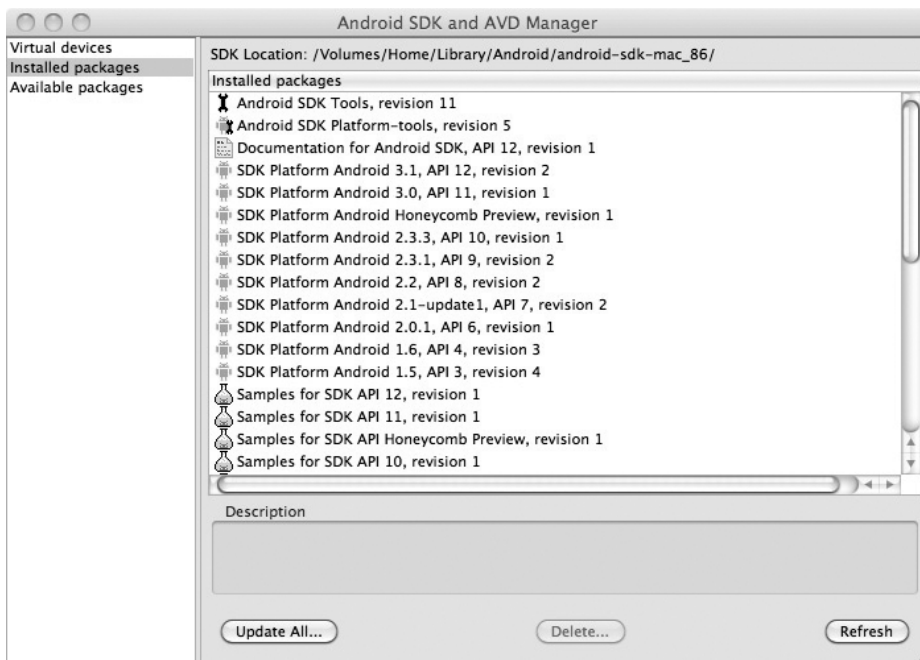 Android SDK and AVD Manager
Virtual devices
Installed packages
Available packages
SDK Location: /Volumes/Home/Library/Android/android-sdk-mac_86/
Installed packages
Android SDK Tools, revision 11
Android SDK Platform-tools, revision 5
Documentation for Android SDK, API 12, revision 1
SDK Platform Android 3.1, API 12, revision 2
SDK Platform Android 3.0, API 11, revision 1
SDK Platform Android Honeycomb Preview, revision 1
SDK Platform Android 2.3.3, API 10, revision 1
SDK Platform Android 2.3.1, API 9, revision 2
SDK Platform Android 2.2, API 8, revision 2
SDK Platform Android 2.1-update1, API 7, revision 2
SDK Platform Android 2.0.1, API 6, revision 1
SDK Platform Android 1.6, API 4, revision 3
SDK Platform Android 1.5, API 3, revision 4
Samples for SDK API 12, revision 1
Samples for SDK API 11, revision 1
Samples for SDK API Honeycomb Preview, revision 1
Samples for SDK API 10, revision 1
Description
Update All...
Delete...
Refresh